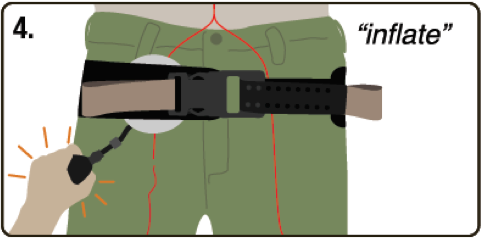 4.
“inflate”